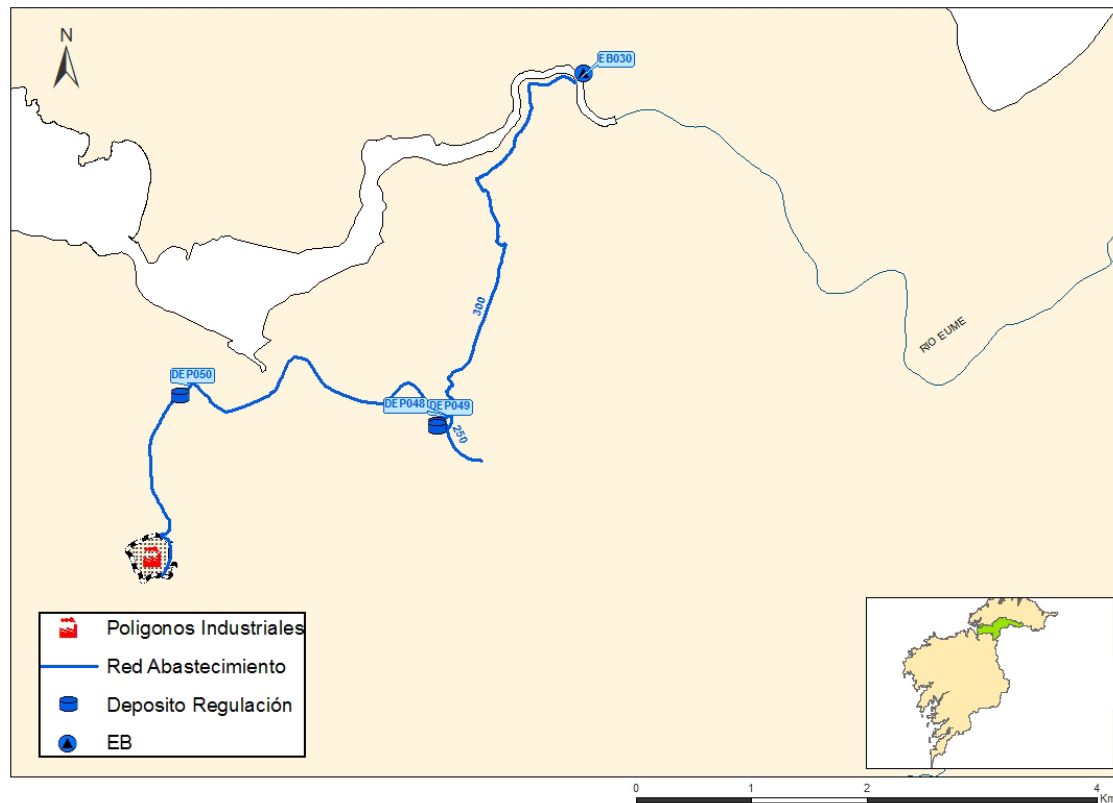 N
EB030
300
RIO EUME
DEP050
DEP048
DEP049
250
Poligonos Industriales
Red Abastecimiento
Deposito Regulación
EB
0
1
2
4
Km